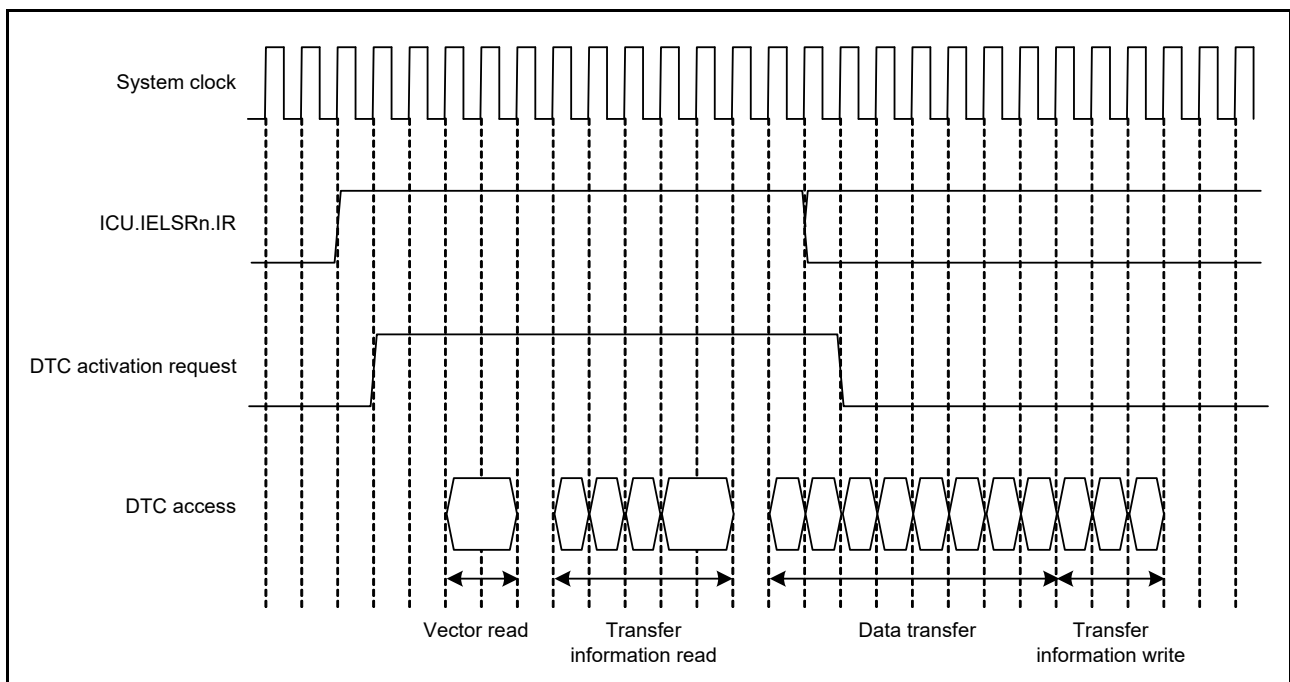 System clock
ICU.IELSRn.IR
DTC activation request
DTC access
Vector read
Transfer
information read
Data transfer
Transfer
information write